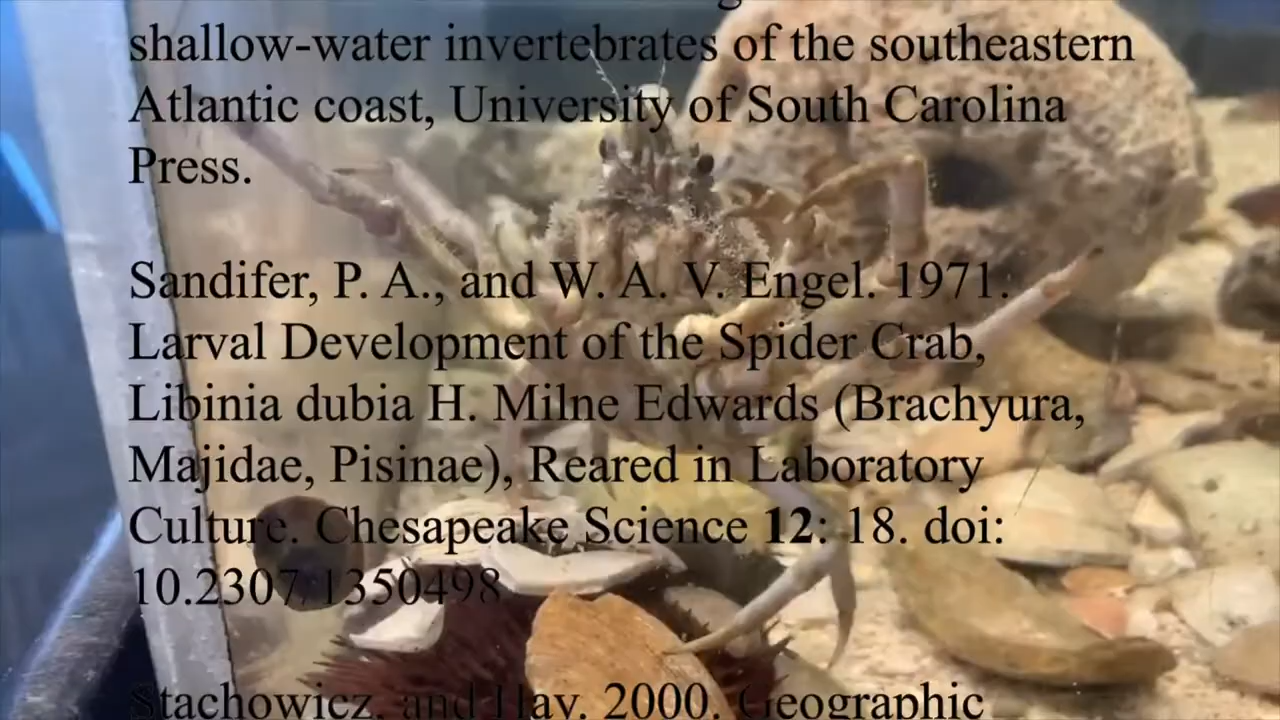 shallow-water invertebrates of the southeastern
Atlantic coast, University of South Carolina
Press.
Sandifer, P. A., and W. A. V. Engel. 1971.
Larval Development of the Spider Crab,
Libinia dubia H. Milne Edwards (Brachyura,
Majidae, Pisinae), Reared in Laboratory
Culture. Chesapeake Science 12: 18. doi:
10.2307/1350498
Stachowicz, and Hay. 2000. Geographic